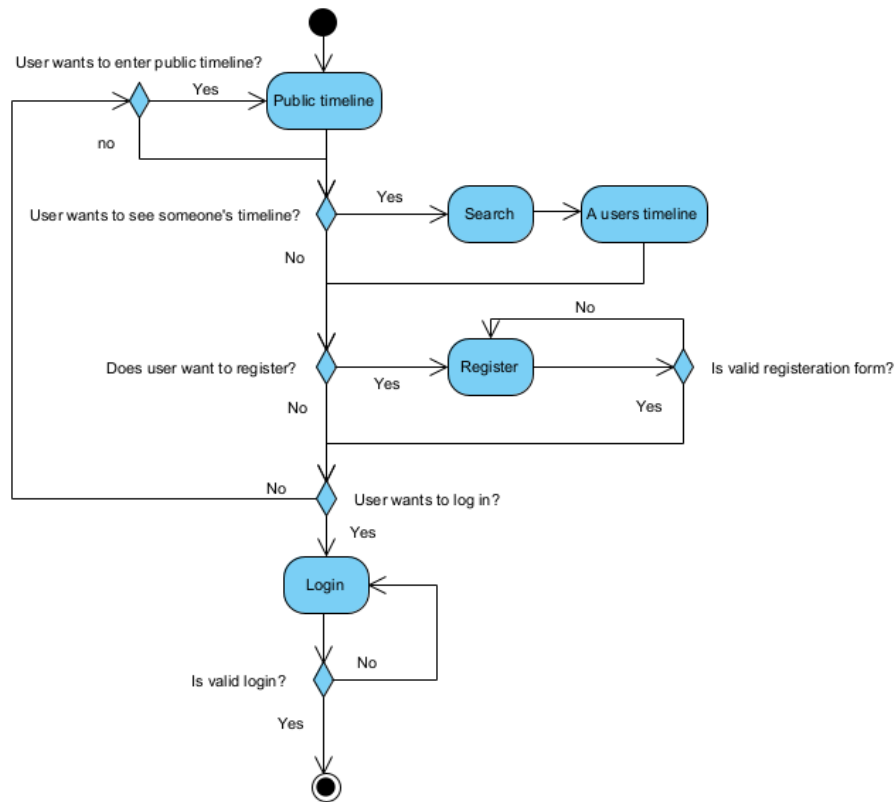 User wants to enter public timeline?
Yes
Public timeline
no
Yes
User wants to see someone's timeline?
Search
A users timeline
No
No
Does user want to register?
Register
Is valid registeration form?
Yes
No
Yes
No
User wants to log in?
Yes
Login
No
Is valid login?
Yes